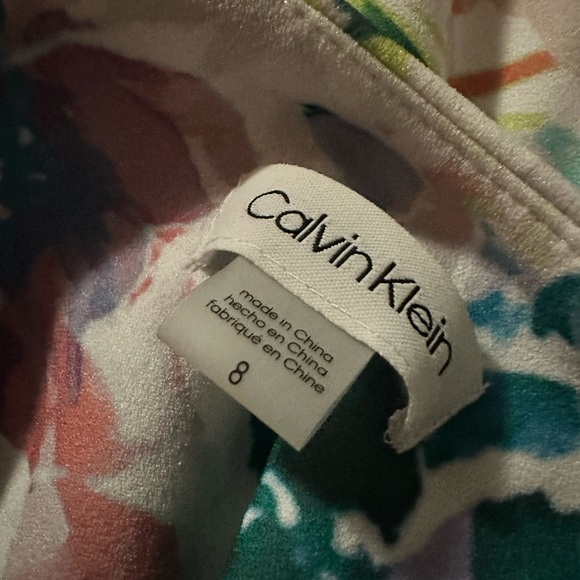 Calvin Klein
made in China
hecho en China
fabriqué en Chine
8